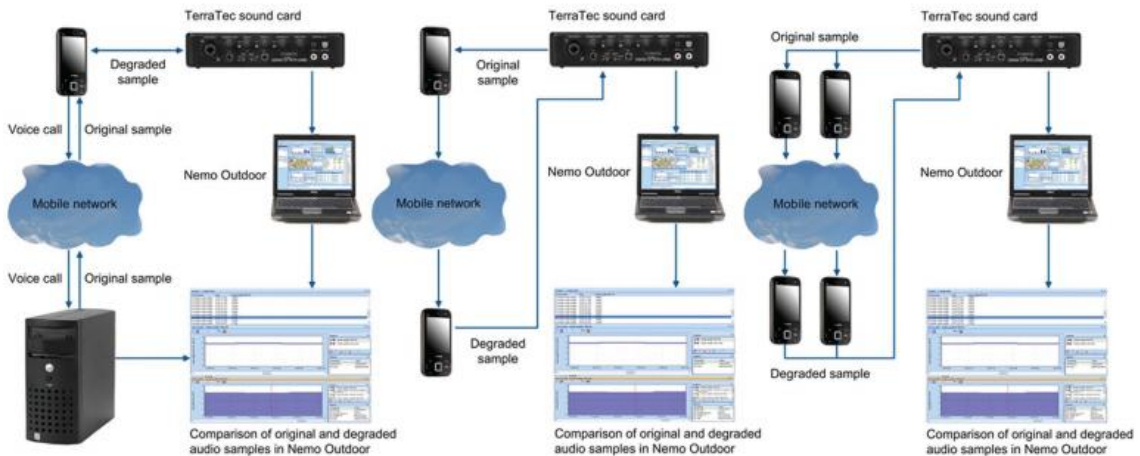 TerraTec sound card
Degraded
sample
Voice call
Original sample
Nemo Outdoor
Mobile network
Voice call
Original sample
Comparison of original and degraded
audio samples in Nemo Outdoor
TerraTec sound card
Original
sample
Nemo Outdoor
Mobile network
Degraded
sample
Comparison of original and degraded
audio samples in Nemo Outdoor
TerraTec sound card
Original sample
Nemo Outdoor
Mobile network
Degraded sample
Comparison of original and degraded
audio samples in Nemo Outdoor